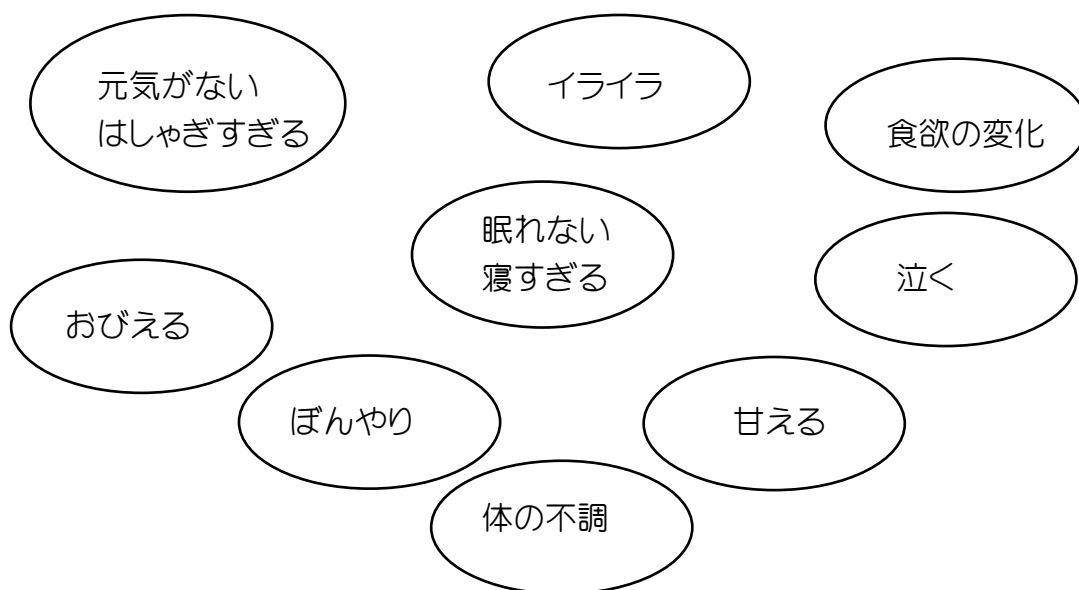 元気がない
はしゃぎすぎる
イライラ
食欲の変化
眠れない
寝すぎる
泣く
おびえる
ぼんやり
甘える
体の不調